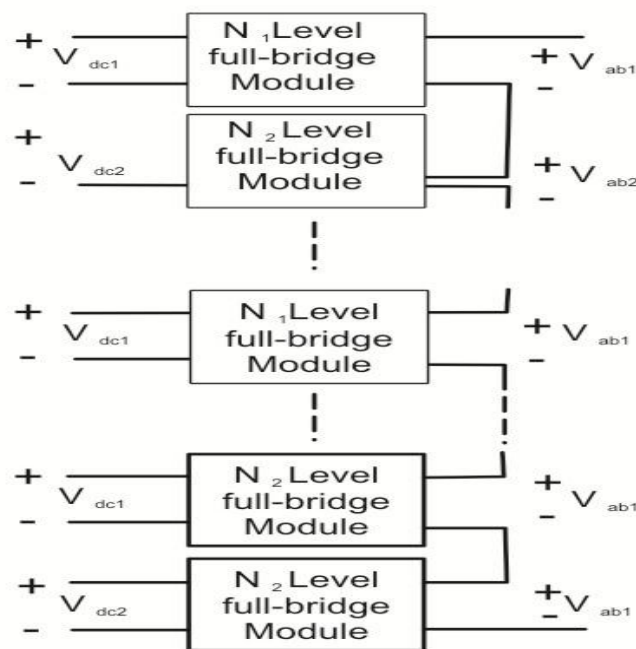 + V dc1 -
N 1 Level
full-bridge
Module
+ V ab1 -
+ V dc2 -
N 2 Level
full-bridge
Module
+ V ab2 -
+ V dc1 -
N 1 Level
full-bridge
Module
+ V ab1 -
+ V dc1 -
N 2 Level
full-bridge
Module
+ V ab1 -
+ V dc2 -
N 2 Level
full-bridge
Module
+ V ab1 -